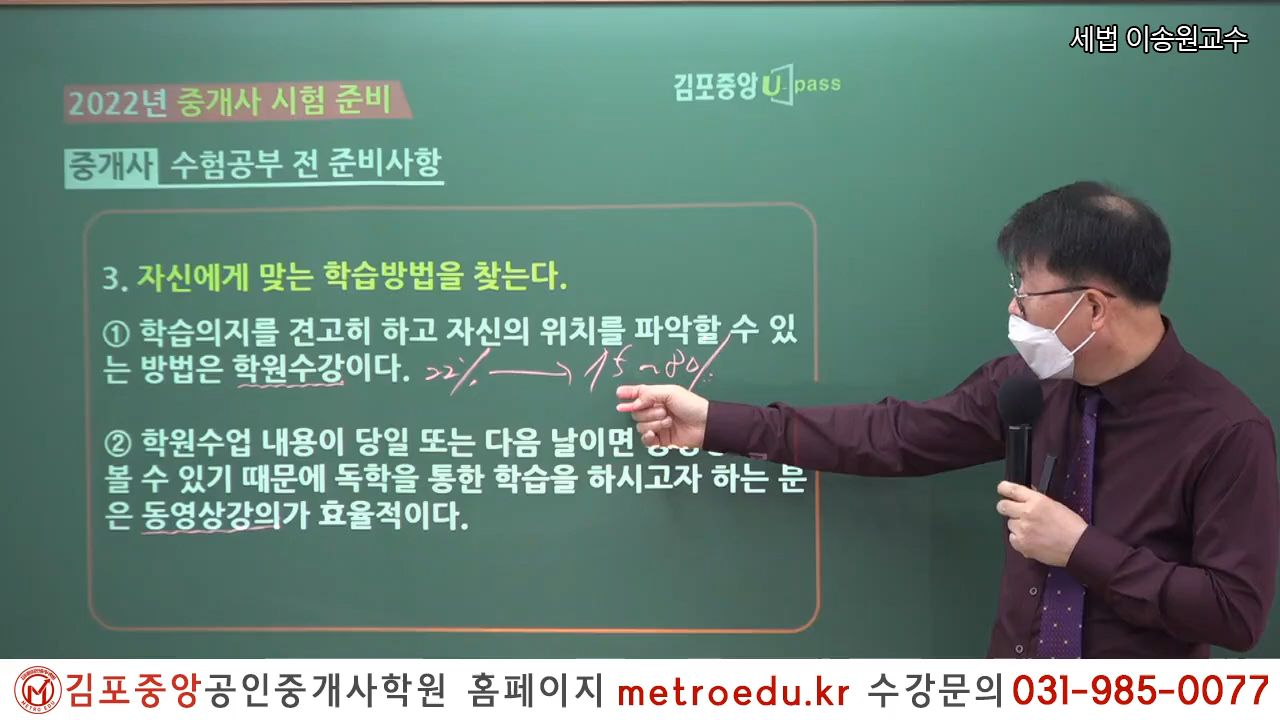 세법 이송원교수
김포중앙 U-pass
2022년 중개사 시험 준비
중개사 수험공부 전 준비사항
3. 자신에게 맞는 학습방법을 찾는다.
① 학습의지를 견고히 하고 자신의 위치를 파악할 수 있
는 방법은 학원수강이다. 22% → 75~80%
② 학원수업 내용이 당일 또는 다음 날이면
볼 수 있기 때문에 독학을 통한 학습을 하시고자 하는 분
은 동영상강의가 효율적이다.
METRO EDU
김포중앙공인중개사학원 홈페이지 metroedu.kr 수강문의 031-985-0077